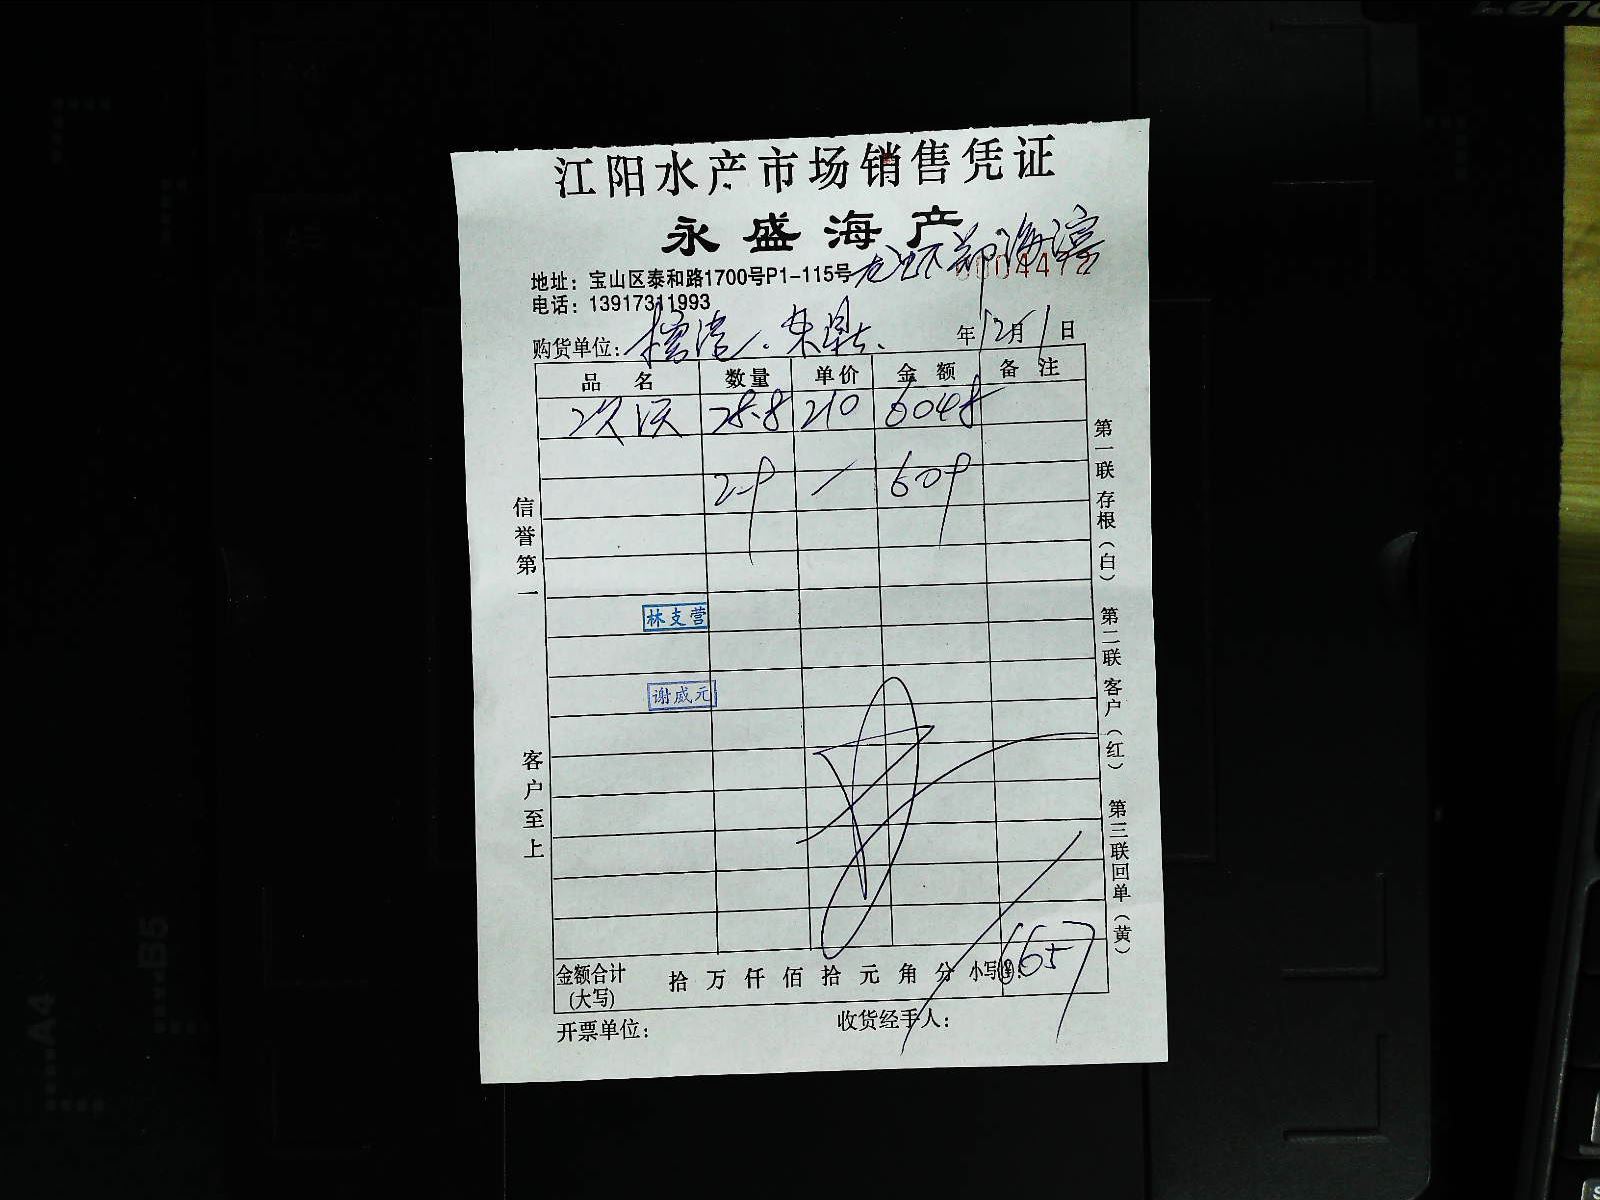 江阳水产市场销售凭证
永盛海产
地址：宝山区泰和路1700号P1-115号
电话：13917311993
购货单位： 年12月1日
品名 数量 单价 金额 备注
28.8 210 6048
2.9 609
信誉第一
客户至上
林支营
谢威元
第一联存根（白） 第二联客户（红） 第三联回单（黄）
金额合计 拾 万 仟 佰 拾 元 角 分 小写¥: 6657
(大写)
开票单位： 收货经手人：